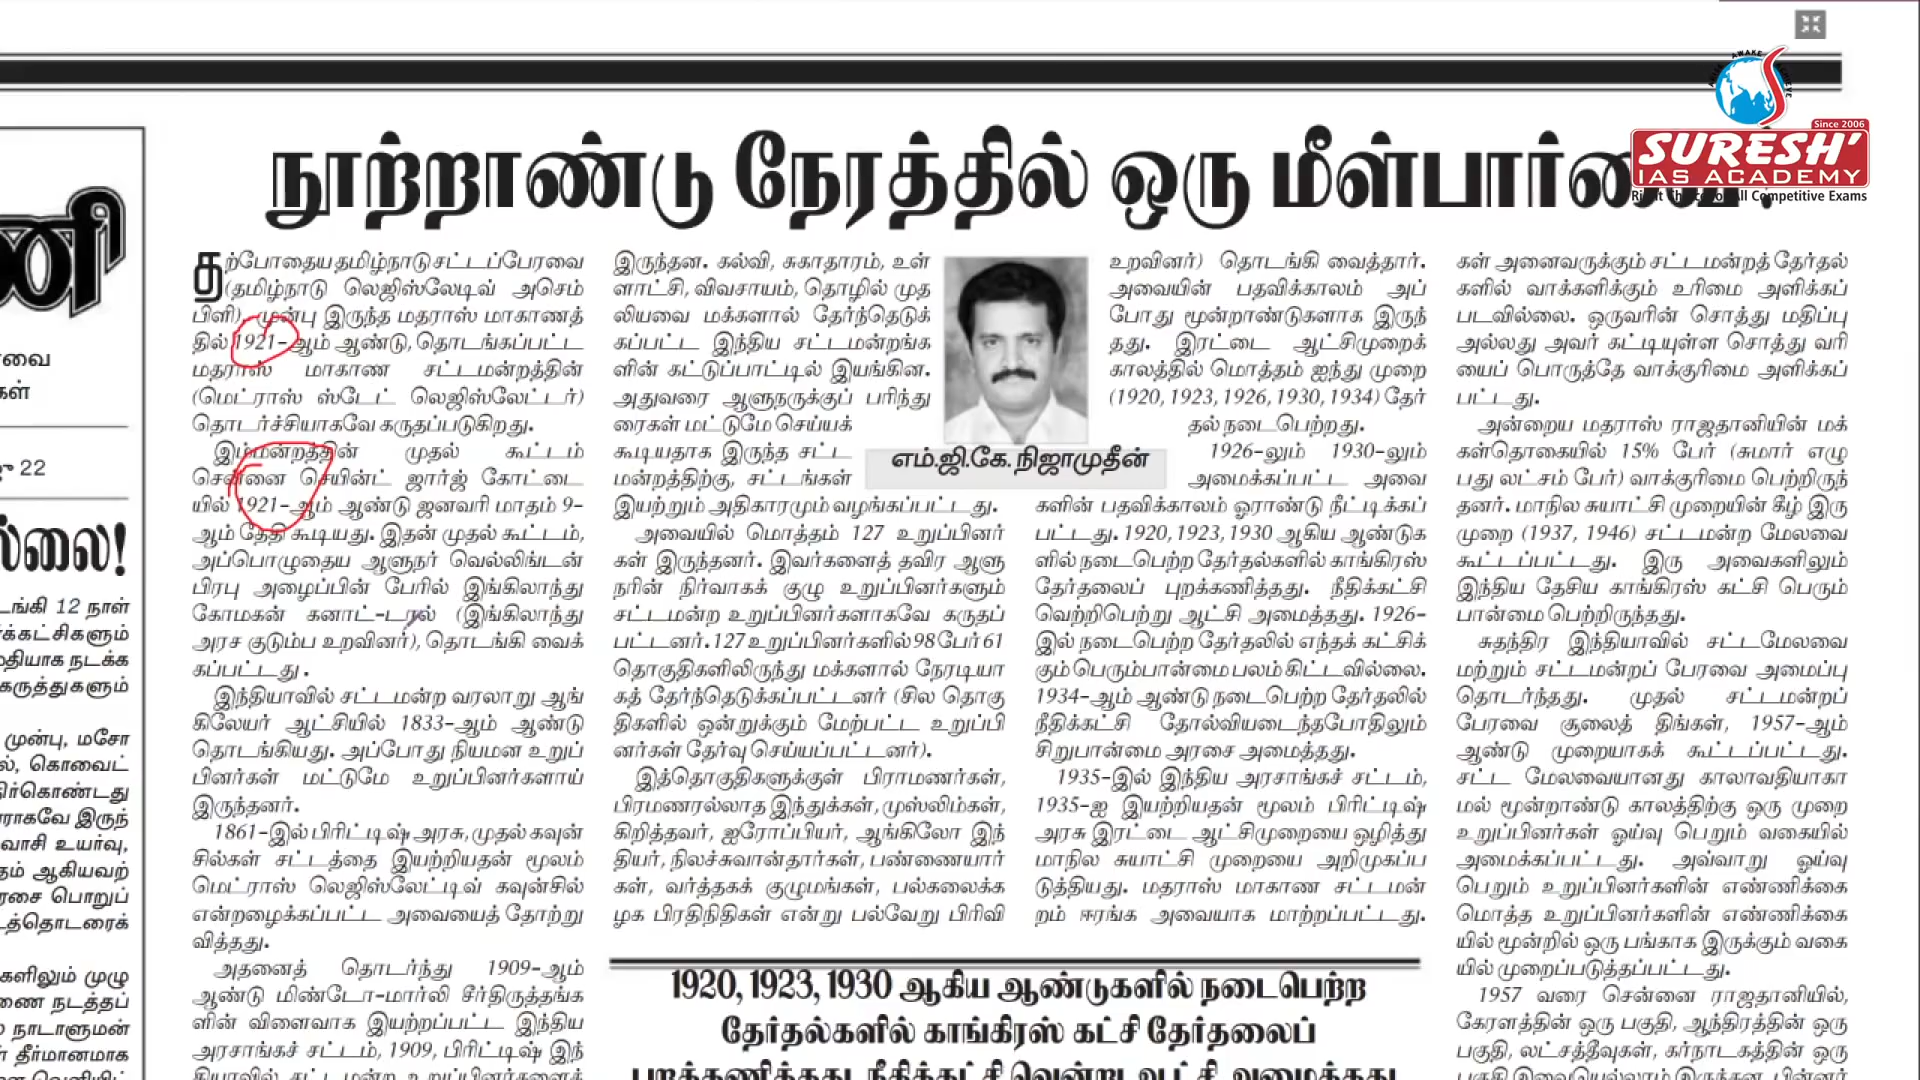 Since 2006
SURESH'
IAS ACADEMY
நூற்றாண்டு நேரத்தில் ஒரு மீள்பார்வை!
தற்போதைய தமிழ்நாடு சட்டப்பேரவை
(தமிழ்நாடு லெஜிஸ்லேடிவ் அசெம்
பிளி) முன்பு இருந்த மதராஸ் மாகாணத்
தில் 1921-ஆம் ஆண்டு, தொடங்கப்பட்ட
மதராஸ் மாகாண சட்டமன்றத்தின்
(மெட்ராஸ் ஸ்டேட் லெஜிஸ்லேட்டர்)
தொடர்ச்சியாகவே கருதப்படுகிறது.
இம்மன்றத்தின் முதல் கூட்டம்
சென்னை செயின்ட் ஜார்ஜ் கோட்டை
யில் 1921-ஆம் ஆண்டு ஜனவரி மாதம் 9-
ஆம் தேதி கூடியது. இதன் முதல் கூட்டம்,
அப்பொழுதைய ஆளுநர் வெல்லிங்டன்
பிரபு அழைப்பின் பேரில் இங்கிலாந்து
கோமகன் கனாட்-டரல் (இங்கிலாந்து
அரச குடும்ப உறவினர்), தொடங்கி வைக்
கப்பட்டது.
இந்தியாவில் சட்டமன்ற வரலாறு ஆங்
கிலேயர் ஆட்சியில் 1833-ஆம் ஆண்டு
தொடங்கியது. அப்போது நியமன உறுப்
பினர்கள் மட்டுமே உறுப்பினர்களாய்
இருந்தனர்.
1861-இல் பிரிட்டிஷ் அரசு, முதல் கவுன்
சில்கள் சட்டத்தை இயற்றியதன் மூலம்
மெட்ராஸ் லெஜிஸ்லேட்டிவ் கவுன்சில்
என்றழைக்கப்பட்ட அவையைத் தோற்று
வித்தது.
அதனைத் தொடர்ந்து 1909-ஆம்
ஆண்டு மிண்டோ-மார்லி சீர்திருத்தங்க
ளின் விளைவாக இயற்றப்பட்ட இந்திய
அரசாங்கச் சட்டம், 1909, பிரிட்டிஷ் இந்
தியாவில் சட்டமன்ற உறுப்பினர்களைக்
இருந்தன. கல்வி, சுகாதாரம், உள்
ளாட்சி, விவசாயம், தொழில் முத
லியவை மக்களால் தேர்ந்தெடுக்
கப்பட்ட இந்திய சட்டமன்றங்க
ளின் கட்டுப்பாட்டில் இயங்கின.
அதுவரை ஆளுநருக்குப் பரிந்து
ரைகள் மட்டுமே செய்யக்
கூடியதாக இருந்த சட்ட
மன்றத்திற்கு, சட்டங்கள்
இயற்றும் அதிகாரமும் வழங்கப்பட்டது.
அவையில் மொத்தம் 127 உறுப்பினர்
கள் இருந்தனர். இவர்களைத் தவிர ஆளு
நரின் நிர்வாகக் குழு உறுப்பினர்களும்
சட்டமன்ற உறுப்பினர்களாகவே கருதப்
பட்டனர். 127 உறுப்பினர்களில் 98 பேர் 61
தொகுதிகளிலிருந்து மக்களால் நேரடியா
கத் தேர்ந்தெடுக்கப்பட்டனர் (சில தொகு
திகளில் ஒன்றுக்கும் மேற்பட்ட உறுப்பி
னர்கள் தேர்வு செய்யப்பட்டனர்).
இத்தொகுதிகளுக்குள் பிராமணர்கள்,
பிரமணரல்லாத இந்துக்கள், முஸ்லிம்கள்,
கிறித்தவர், ஐரோப்பியர், ஆங்கிலோ இந்
தியர், நிலச்சுவான்தார்கள், பண்ணையார்
கள், வர்த்தகக் குழுமங்கள், பல்கலைக்க
ழக பிரதிநிதிகள் என்று பல்வேறு பிரிவி
எம்.ஜி.கே. நிஜாமுதீன்
உறவினர்) தொடங்கி வைத்தார்.
அவையின் பதவிக்காலம் அப்
போது மூன்றாண்டுகளாக இருந்
தது. இரட்டை ஆட்சிமுறைக்
காலத்தில் மொத்தம் ஐந்து முறை
(1920, 1923, 1926, 1930, 1934) தேர்
தல் நடைபெற்றது.
1926-லும் 1930-லும்
அமைக்கப்பட்ட அவை
களின் பதவிக்காலம் ஓராண்டு நீட்டிக்கப்
பட்டது. 1920, 1923, 1930 ஆகிய ஆண்டுக
ளில் நடைபெற்ற தேர்தல்களில் காங்கிரஸ்
தேர்தலைப் புறக்கணித்தது. நீதிக்கட்சி
வெற்றிபெற்று ஆட்சி அமைத்தது. 1926-
இல் நடைபெற்ற தேர்தலில் எந்தக் கட்சிக்
கும் பெரும்பான்மை பலம் கிட்டவில்லை.
1934-ஆம் ஆண்டு நடைபெற்ற தேர்தலில்
நீதிக்கட்சி தோல்வியடைந்தபோதிலும்
சிறுபான்மை அரசை அமைத்தது.
1935-இல் இந்திய அரசாங்கச் சட்டம்,
1935-ஐ இயற்றியதன் மூலம் பிரிட்டிஷ்
அரசு இரட்டை ஆட்சிமுறையை ஒழித்து
மாநில சுயாட்சி முறையை அறிமுகப்ப
டுத்தியது. மதராஸ் மாகாண சட்டமன்
றம் ஈரங்க அவையாக மாற்றப்பட்டது.
1920, 1923, 1930 ஆகிய ஆண்டுகளில் நடைபெற்ற
தேர்தல்களில் காங்கிரஸ் கட்சி தேர்தலைப்
புறக்கணித்தது. நீதிக்கட்சி வென்று ஆட்சி அமைத்தது.
கள் அனைவருக்கும் சட்டமன்றத் தேர்தல்
களில் வாக்களிக்கும் உரிமை அளிக்கப்
படவில்லை. ஒருவரின் சொத்து மதிப்பு
அல்லது அவர் கட்டியுள்ள சொத்து வரி
யைப் பொருத்தே வாக்குரிமை அளிக்கப்
பட்டது.
அன்றைய மதராஸ் ராஜதானியின் மக்
கள்தொகையில் 15% பேர் (சுமார் எழு
பது லட்சம் பேர்) வாக்குரிமை பெற்றிருந்
தனர். மாநில சுயாட்சி முறையின் கீழ் இரு
முறை (1937, 1946) சட்டமன்ற மேலவை
கூட்டப்பட்டது. இரு அவைகளிலும்
இந்திய தேசிய காங்கிரஸ் கட்சி பெரும்
பான்மை பெற்றிருந்தது.
சுதந்திர இந்தியாவில் சட்டமேலவை
மற்றும் சட்டமன்றப் பேரவை அமைப்பு
தொடர்ந்தது. முதல் சட்டமன்றப்
பேரவை சூலைத் திங்கள், 1957-ஆம்
ஆண்டு முறையாகக் கூட்டப்பட்டது.
சட்ட மேலவையானது காலாவதியாகா
மல் மூன்றாண்டு காலத்திற்கு ஒரு முறை
உறுப்பினர்கள் ஓய்வு பெறும் வகையில்
அமைக்கப்பட்டது. அவ்வாறு ஓய்வு
பெறும் உறுப்பினர்களின் எண்ணிக்கை
மொத்த உறுப்பினர்களின் எண்ணிக்கை
யில் மூன்றில் ஒரு பங்காக இருக்கும் வகை
யில் முறைப்படுத்தப்பட்டது.
1957 வரை சென்னை ராஜதானியில்,
கேரளத்தின் ஒரு பகுதி, ஆந்திரத்தின் ஒரு
பகுதி, லட்சத்தீவுகள், கர்நாடகத்தின் ஒரு